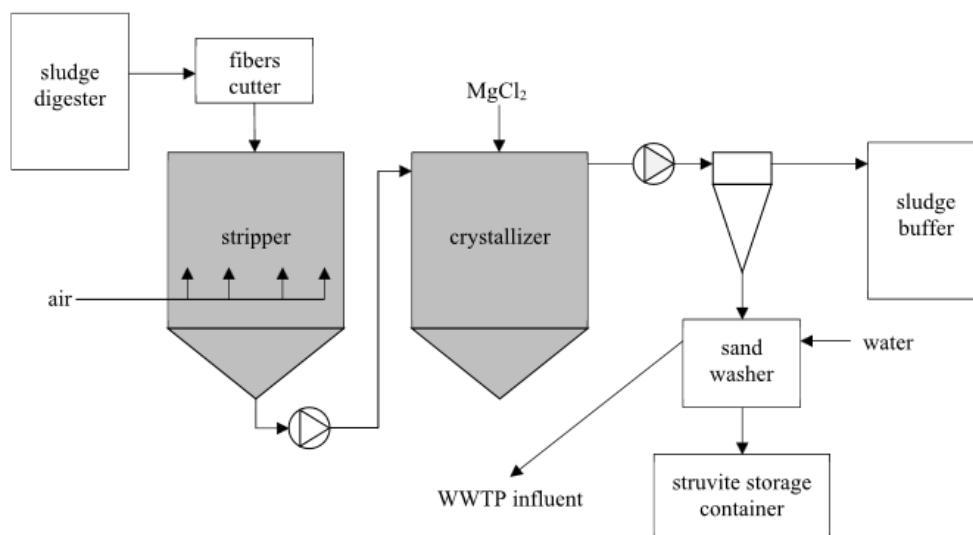 sludge
digester
fibers
cutter
MgCl₂
stripper
crystallizer
sludge
buffer
air
sand
washer
water
WWTP influent
struvite storage
container